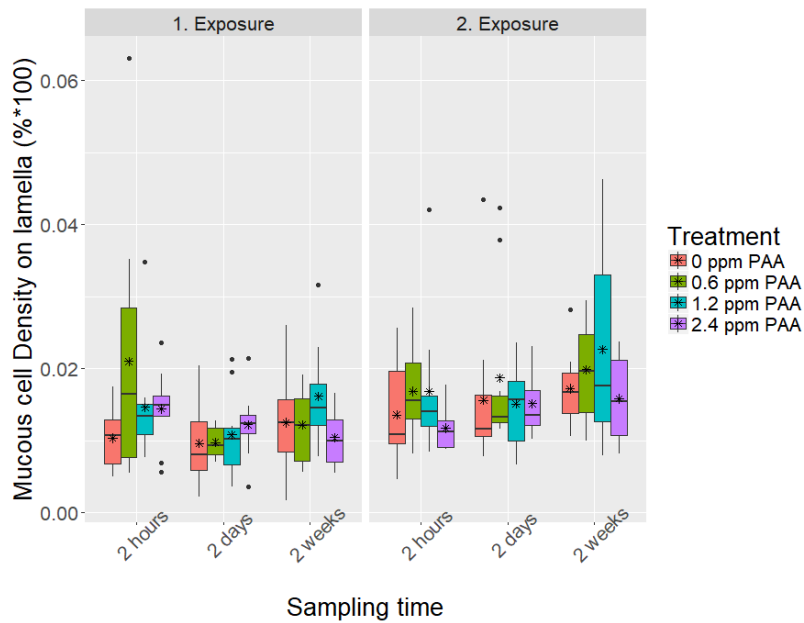 1. Exposure
2. Exposure
Mucous cell Density on lamella (%*100)
0.06
0.04
0.02
0.00
2 hours
2 days
2 weeks
2 hours
2 days
2 weeks
Sampling time
Treatment
0 ppm PAA
0.6 ppm PAA
1.2 ppm PAA
2.4 ppm PAA